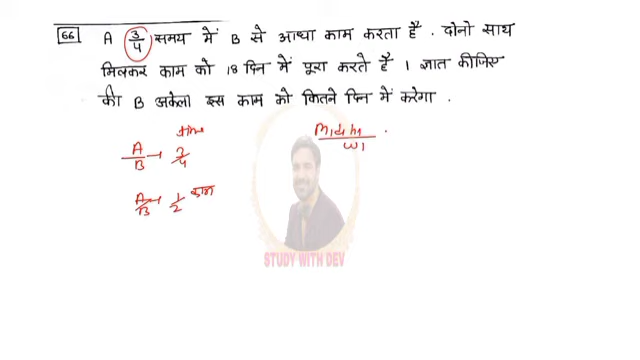 66 A 3/4 समय में B से आधा काम करता है . दोनो साथ
मिलकर काम को 18 दिन में पूरा करते है । ज्ञात कीजिए
की B अकेला इस काम को कितने दिन में करेगा .
time
A/B → 3/4
A/B → 1/2 काम
M1d1h1/W1
STUDY WITH DEV